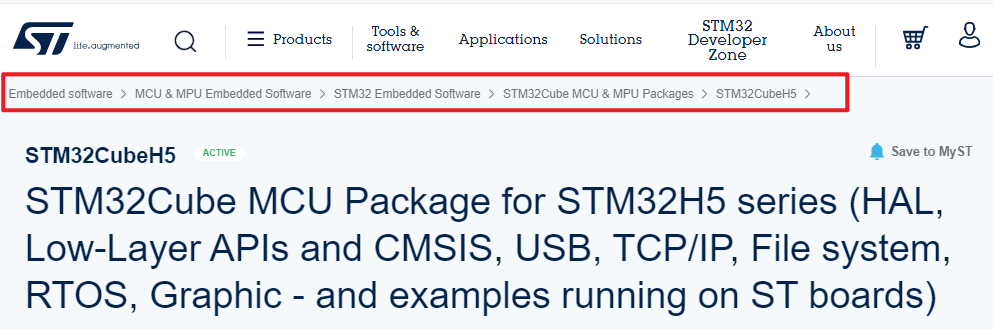 ST life.augmented
Products
Tools & software
Applications
Solutions
STM32 Developer Zone
About us
Embedded software > MCU & MPU Embedded Software > STM32 Embedded Software > STM32Cube MCU & MPU Packages > STM32CubeH5 >
STM32CubeH5 ACTIVE
Save to MyST
STM32Cube MCU Package for STM32H5 series (HAL,
Low-Layer APIs and CMSIS, USB, TCP/IP, File system,
RTOS, Graphic - and examples running on ST boards)